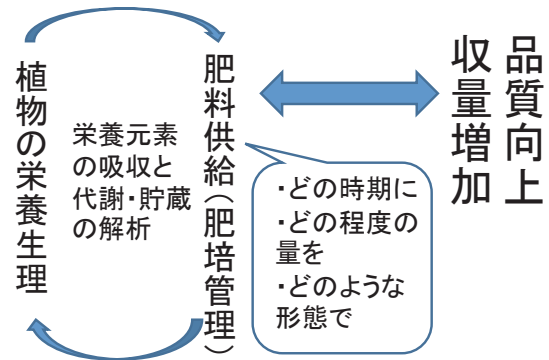 植物の栄養生理
栄養元素
の吸収と
代謝・貯蔵
の解析
肥料供給(肥培管理)
・どの時期に
・どの程度の
量を
・どのような
形態で
品質向上
収量増加